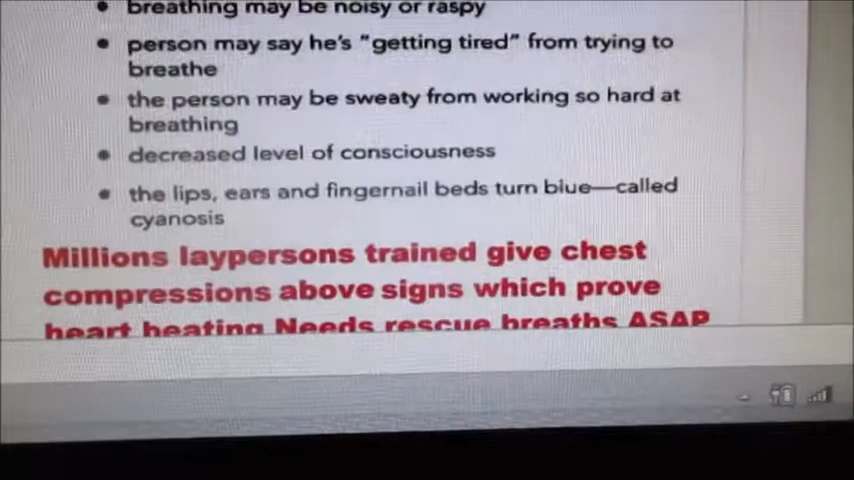 • breathing may be noisy or raspy
• person may say he's "getting tired" from trying to
breathe
• the person may be sweaty from working so hard at
breathing
• decreased level of consciousness
• the lips, ears and fingernail beds turn blue—called
cyanosis
Millions laypersons trained give chest
compressions above signs which prove
heart beating Needs rescue breaths ASAP